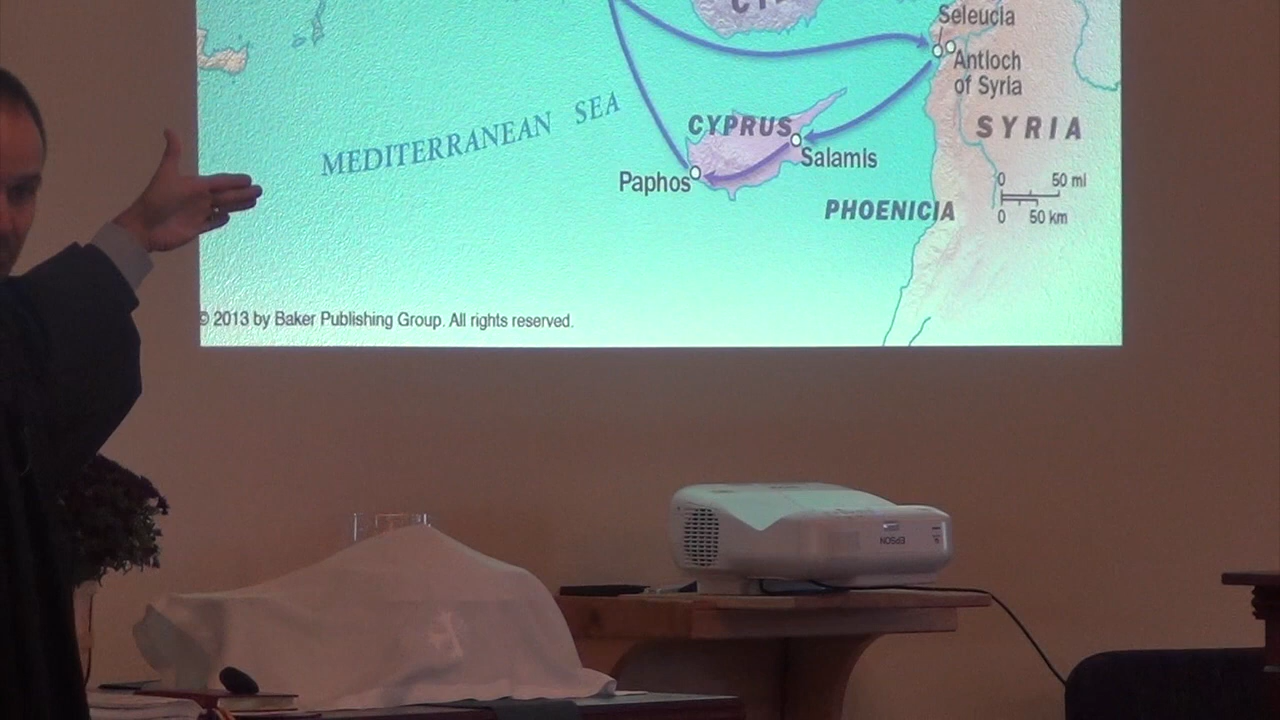 Seleucia
Antioch
of Syria
MEDITERRANEAN SEA
CYPRUS
SYRIA
Salamis
Paphos
0 50 mi
0 50 km
PHOENICIA
© 2013 by Baker Publishing Group. All rights reserved.
EPSON